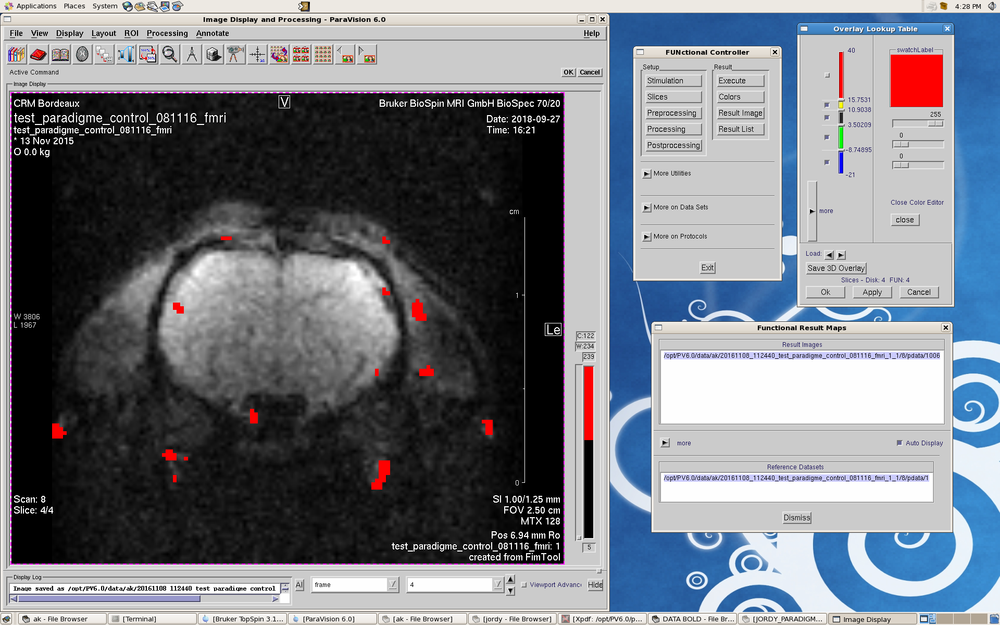 Applications Places System
4:28 PM
Image Display and Processing - ParaVision 6.0
File View Display Layout ROI Processing Annotate Help
Active Command
OK Cancel
Image Display
CRM Bordeaux
V
Bruker BioSpin MRI GmbH BioSpec 70/20
test_paradigme_control_081116_fmri
Date: 2018-09-27
test_paradigme_control_081116_fmri
Time: 16:21
* 13 Nov 2015
O 0.0 kg
cm
1
W 3806
L 1967
Le
0
Scan: 8
Slice: 4/4
SI 1.00/1.25 mm
FOV 2.50 cm
MTX 128
Pos 6.94 mm Ro
test_paradigme_control_081116_fmri: 1
created from FimTool
C:122
W:234
239
5
Display Log
Image saved as /opt/PV6.0/data/ak/20161108_112440_test_paradigme_control
Al
frame
4
Viewport Advanc
Hide
FUNctional Controller
Setup
Stimulation
Slices
Preprocessing
Processing
Postprocessing
Result
Execute
Colors
Result Image
Result List
More Utilities
More on Data Sets
More on Protocols
Exit
Overlay Lookup Table
40
15.7531
10.9038
3.50209
-8.74895
-21
more
swatchLabel
255
0
0
Close Color Editor
close
Load:
Save 3D Overlay
Slices - Disk: 4 FUN: 4
Ok Apply Cancel
Functional Result Maps
Result Images
/opt/PV6.0/data/ak/20161108_112440_test_paradigme_control_081116_fmri_1_1/8/pdata/1006
more
Auto Display
Reference Datasets
/opt/PV6.0/data/ak/20161108_112440_test_paradigme_control_081116_fmri_1_1/8/pdata/1
Dismiss
ak - File Browser
[Terminal]
[Bruker TopSpin 3.1...
[ParaVision 6.0]
[ak - File Browser]
[jordy - File Browser]
[Xpdf: /opt/PV6.0/p...
DATA BOLD - File Br...
[JORDY_PARADIGM...
Image Display